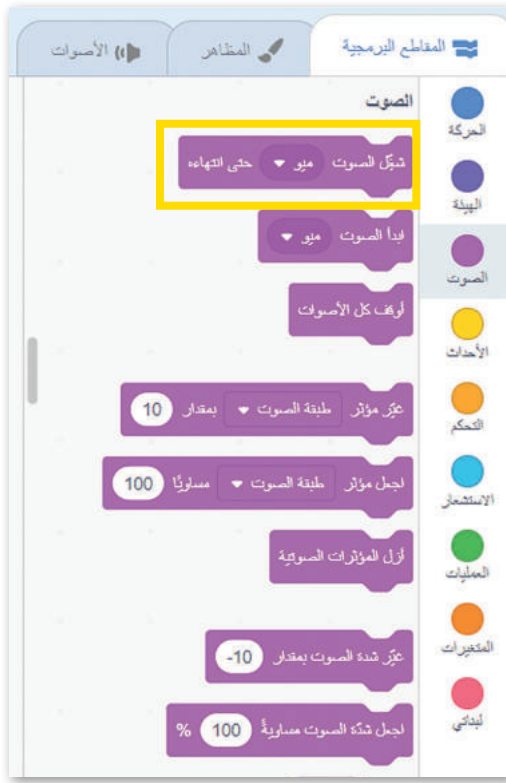 المقاطع البرمجية
المظاهر
الأصوات
الصوت
شغّل الصوت ميو حتى انتهاءه
ابدأ الصوت ميو
أوقف كل الأصوات
غيّر مؤثر طبقة الصوت بمقدار 10
اجعل مؤثر طبقة الصوت مساويًا 100
أزل المؤثرات الصوتية
غيّر شدة الصوت بمقدار -10
اجعل شدّة الصوت مساويةً 100 %
الحركة
الهيئة
الصوت
الأحداث
التحكم
الاستشعار
العمليات
المتغيرات
لبناتي